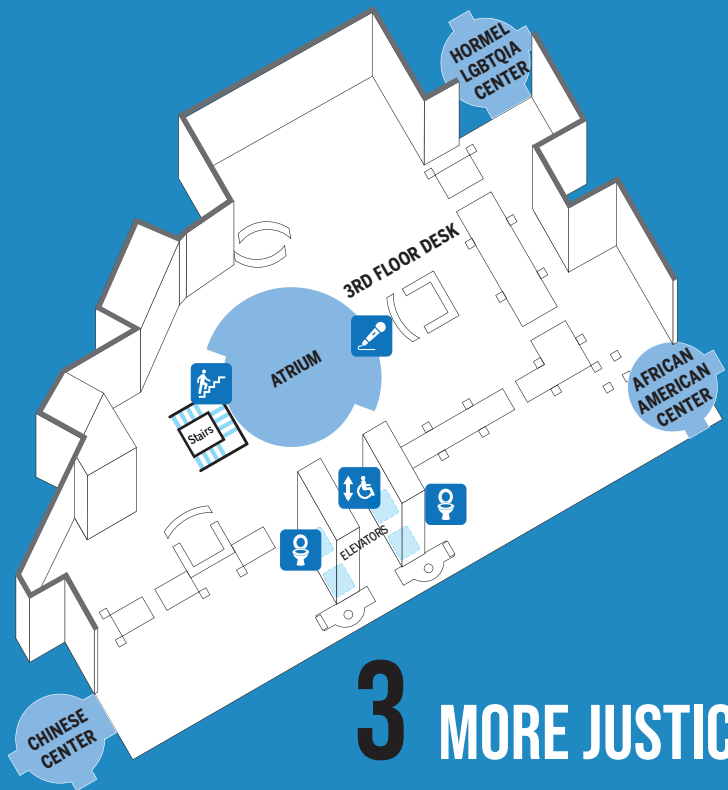 HORMEL
LGBTQIA
CENTER
3RD FLOOR DESK
ATRIUM
AFRICAN
AMERICAN
CENTER
Stairs
ELEVATORS
CHINESE
CENTER
3 MORE JUSTIC